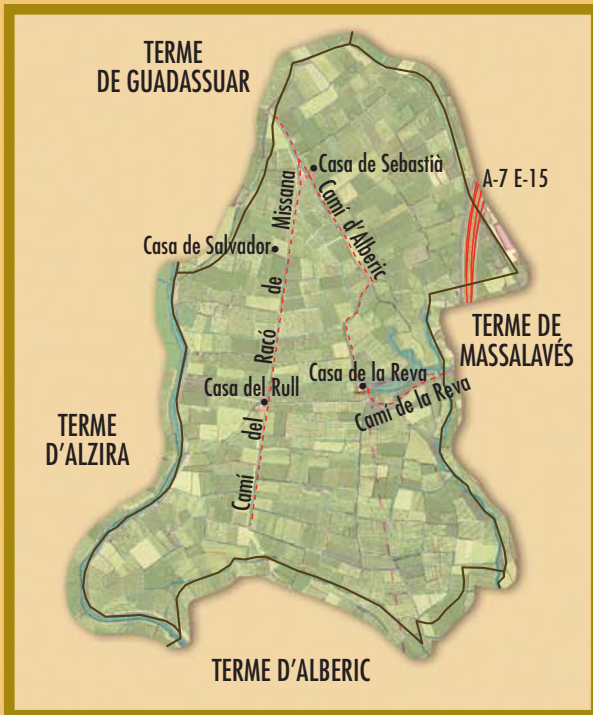 TERME
DE GUADASSUAR
Casa de Sebastià
A-7 E-15
Camí d'Alberic
Casa de Salvador
Camí del Racó de Missana
TERME DE
MASSALAVÉS
Casa de la Reva
Casa del Rull
Camí de la Reva
TERME
D'ALZIRA
TERME D'ALBERIC